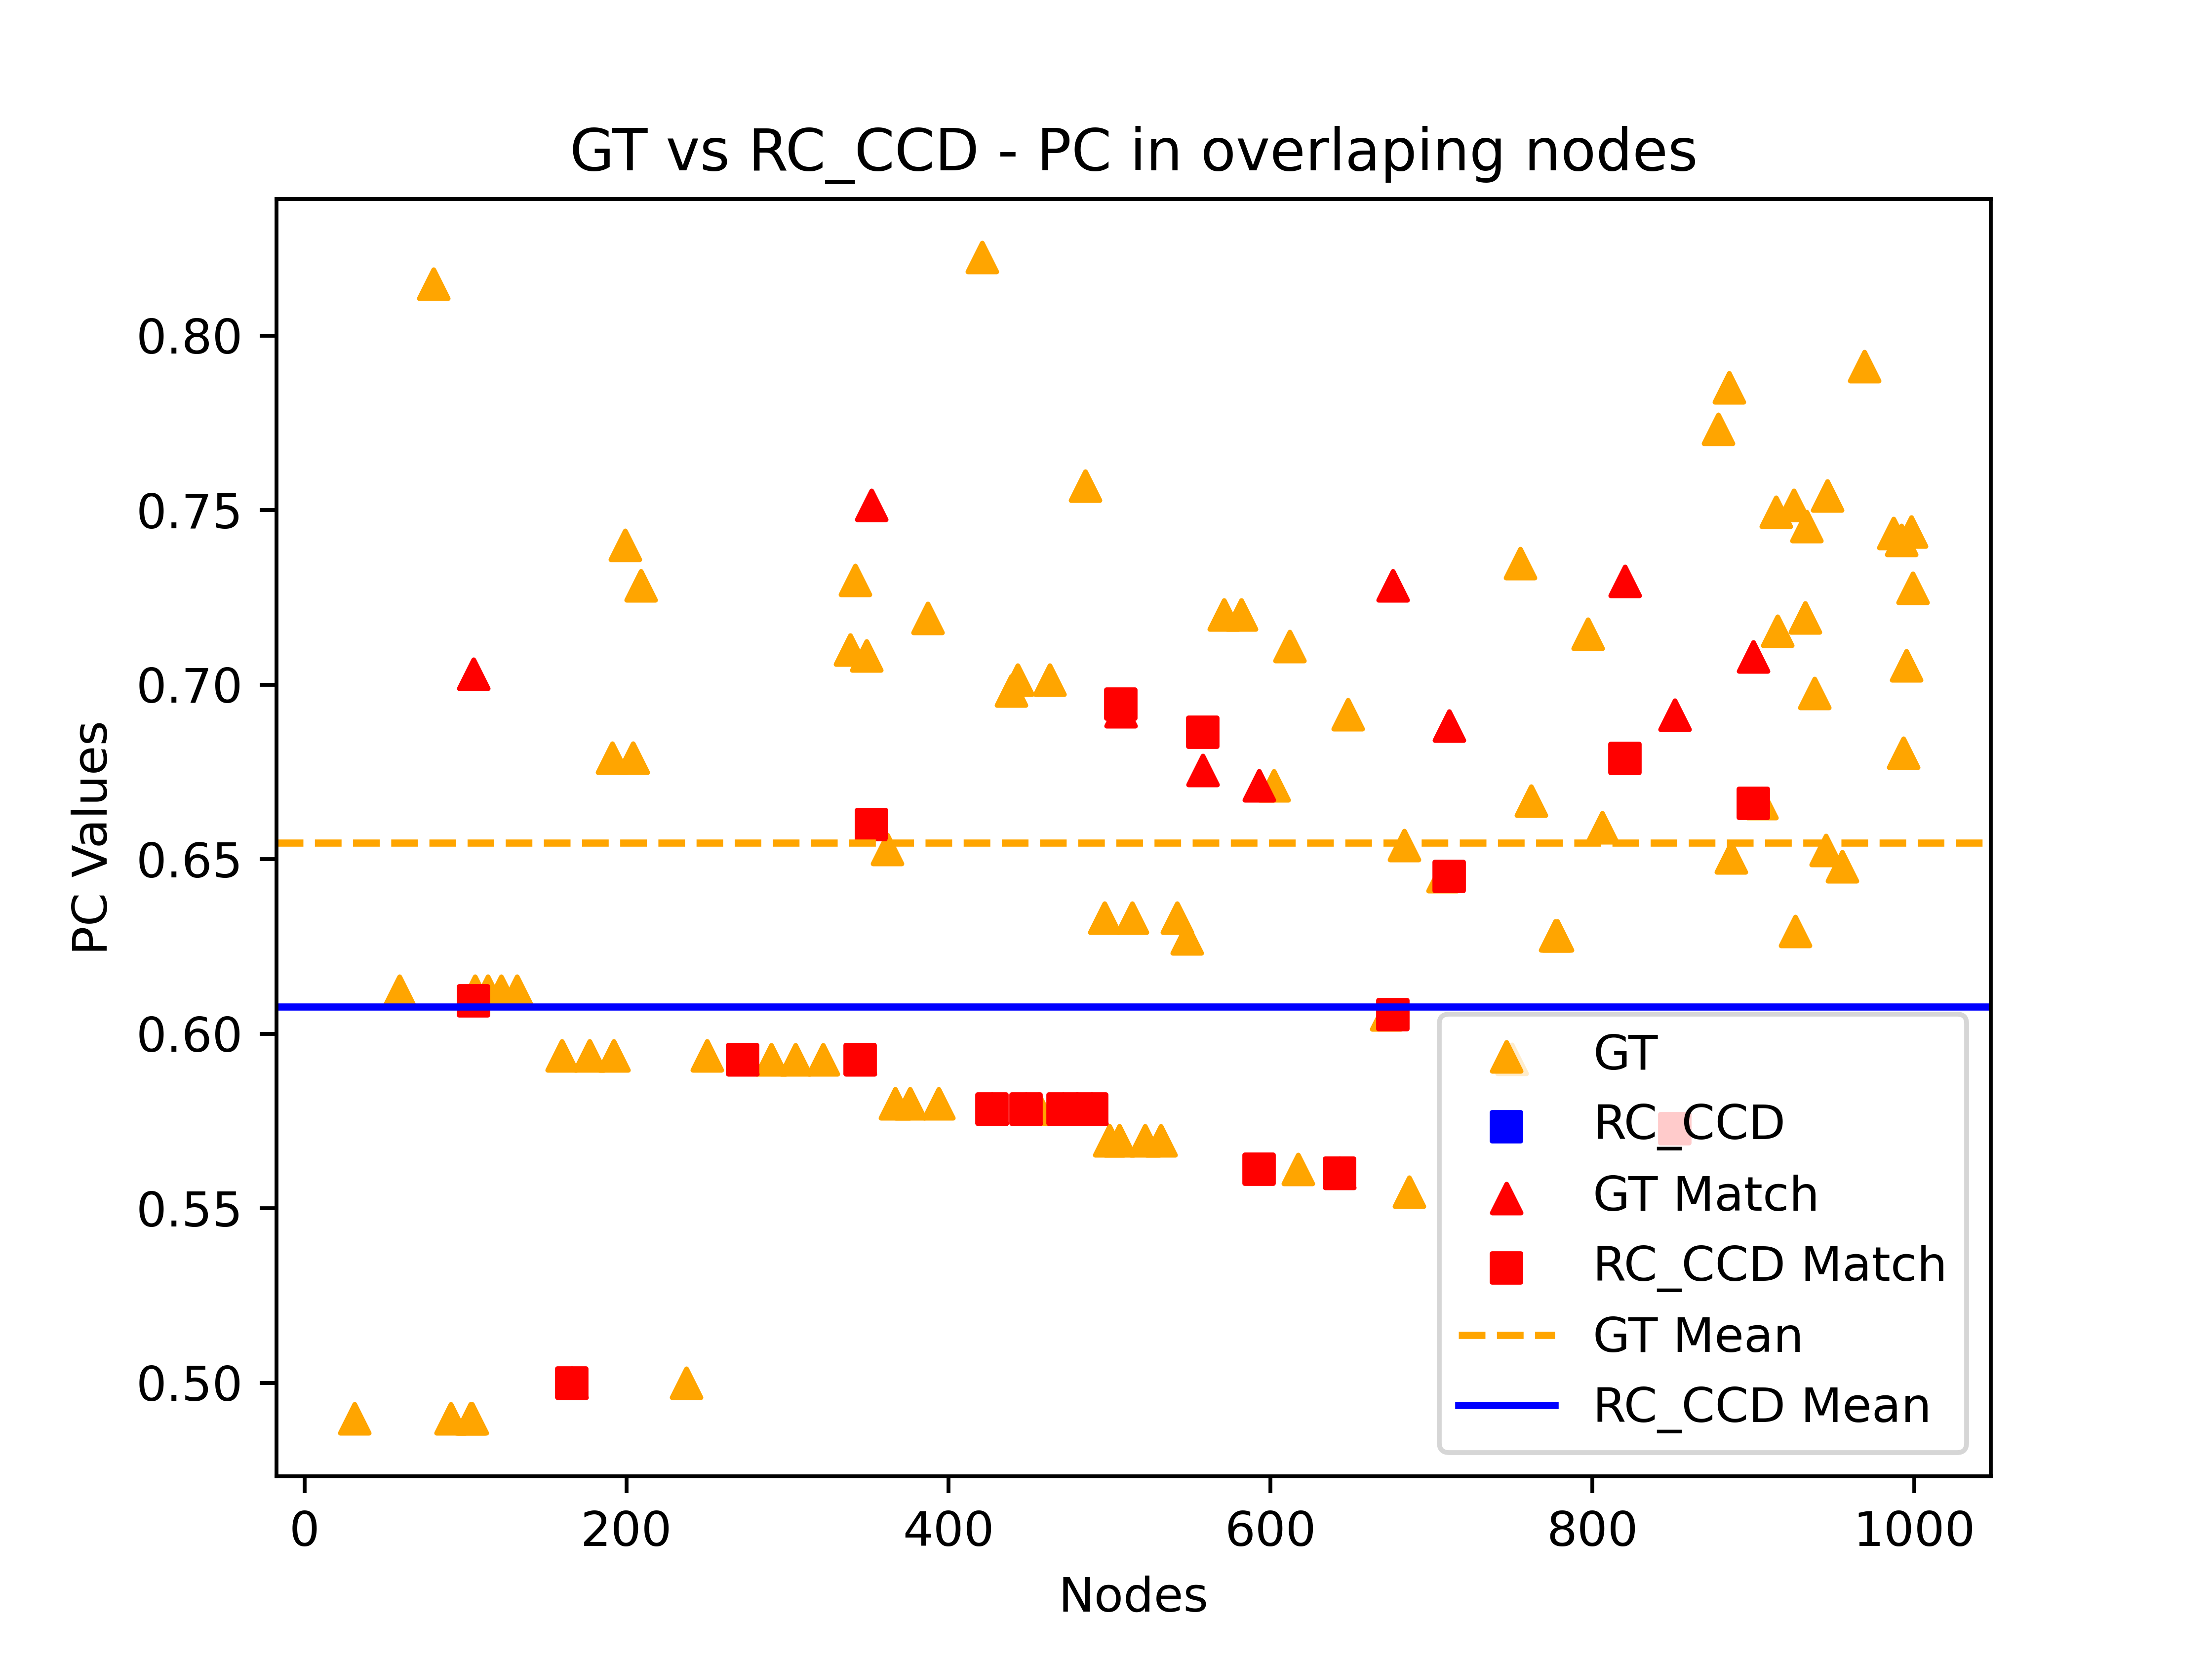 GT vs RC_CCD - PC in overlaping nodes
PC Values
0.80
0.75
0.70
0.65
0.60
0.55
0.50
GT
RC_CCD
GT Match
RC_CCD Match
GT Mean
RC_CCD Mean
0 200 400 600 800 1000
Nodes